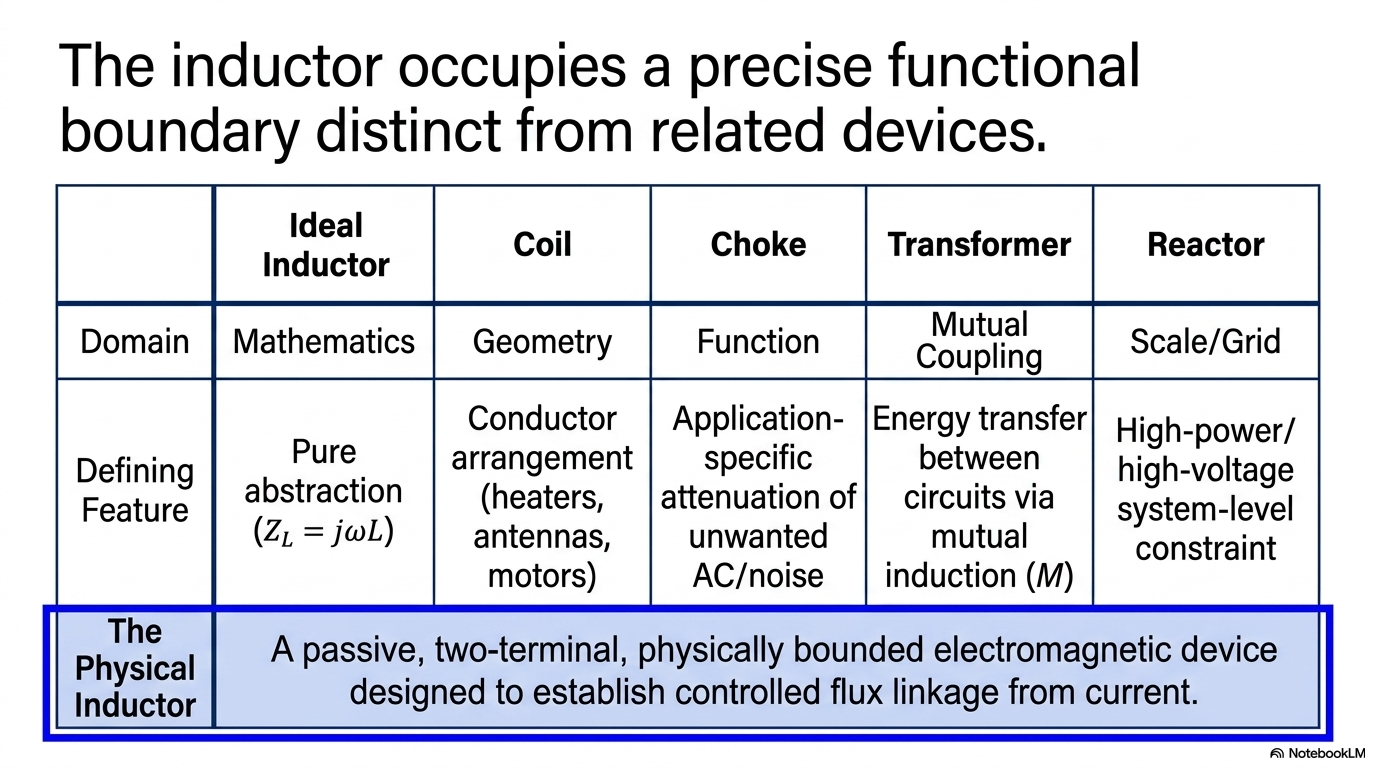 The inductor occupies a precise functional
boundary distinct from related devices.
Ideal
Inductor
Coil
Choke
Transformer
Reactor
Domain
Mathematics
Geometry
Function
Mutual
Coupling
Scale/Grid
Defining
Feature
Pure
abstraction
(Z_L = jωL)
Conductor
arrangement
(heaters,
antennas,
motors)
Application-
specific
attenuation of
unwanted
AC/noise
Energy transfer
between
circuits via
mutual
induction (M)
High-power/
high-voltage
system-level
constraint
The
Physical
Inductor
A passive, two-terminal, physically bounded electromagnetic device
designed to establish controlled flux linkage from current.
NotebookLM